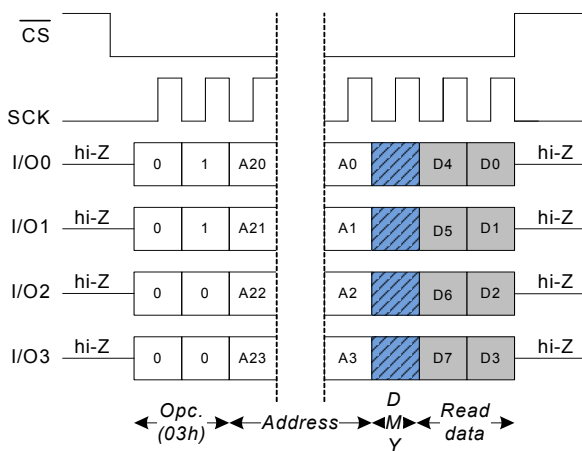 CS
SCK
I/O0 hi-Z 0 1 A20 A0 D4 D0 hi-Z
I/O1 hi-Z 0 1 A21 A1 D5 D1 hi-Z
I/O2 hi-Z 0 0 A22 A2 D6 D2 hi-Z
I/O3 hi-Z 0 0 A23 A3 D7 D3 hi-Z
Opc. (03h) Address D M Y Read data